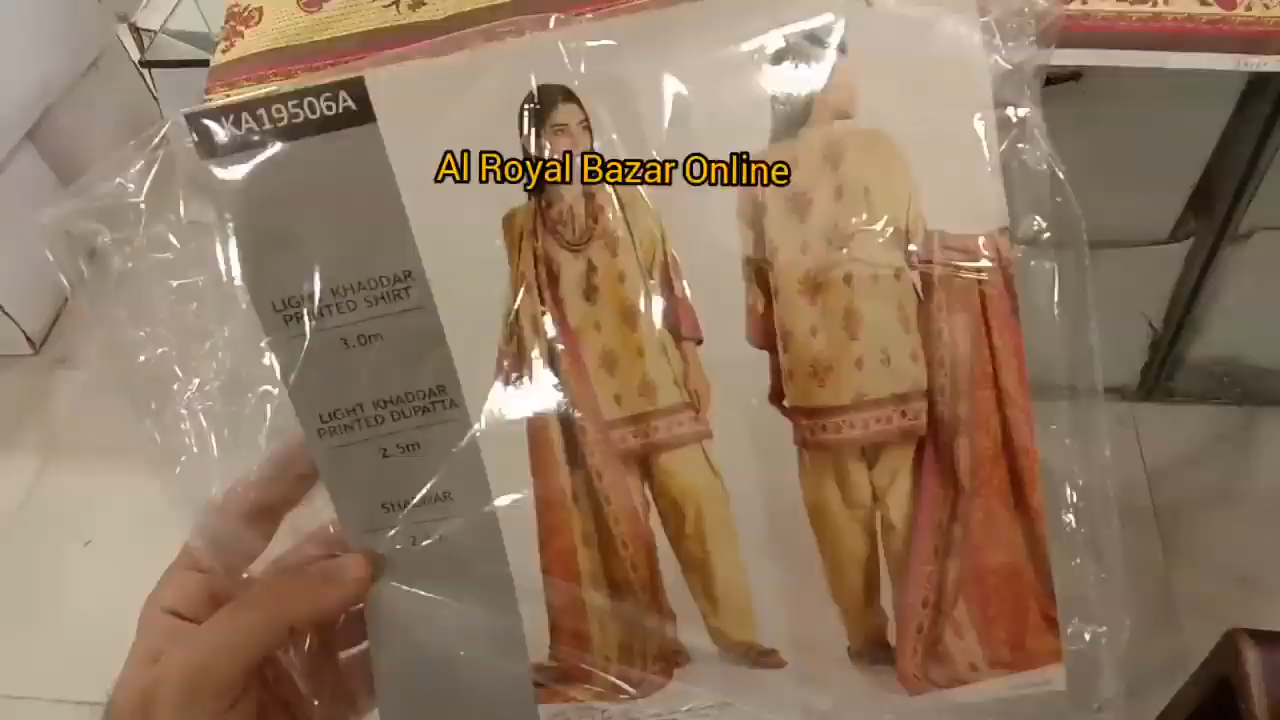 KA19506A
Al Royal Bazar Online
LIGHT KHADDAR
PRINTED SHIRT
3.0m
LIGHT KHADDAR
PRINTED DUPATTA
2.5m
SHALWAR